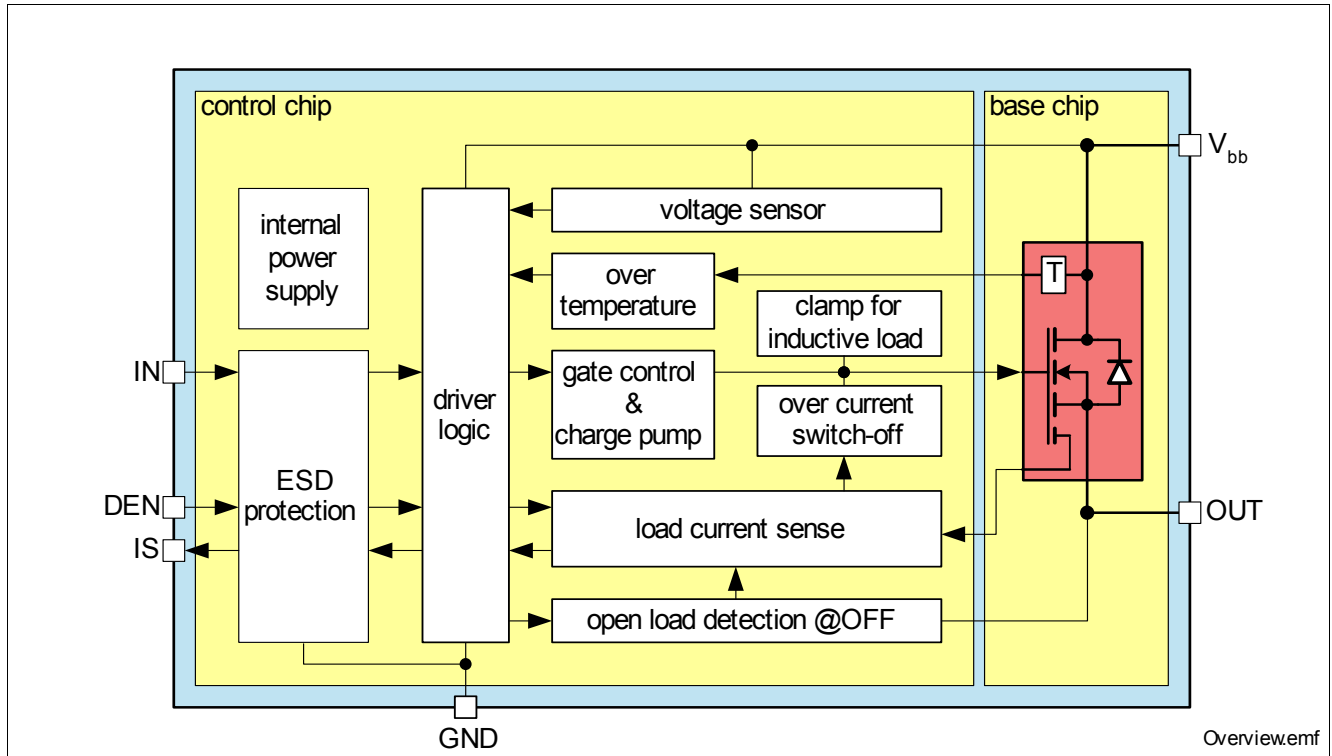 control chip
base chip
V_bb
internal
power
supply
voltage sensor
over
temperature
T
clamp for
inductive load
IN
driver
logic
gate control
&
charge pump
over current
switch-off
ESD
protection
DEN
load current sense
OUT
IS
open load detection @OFF
GND
Overview.emf